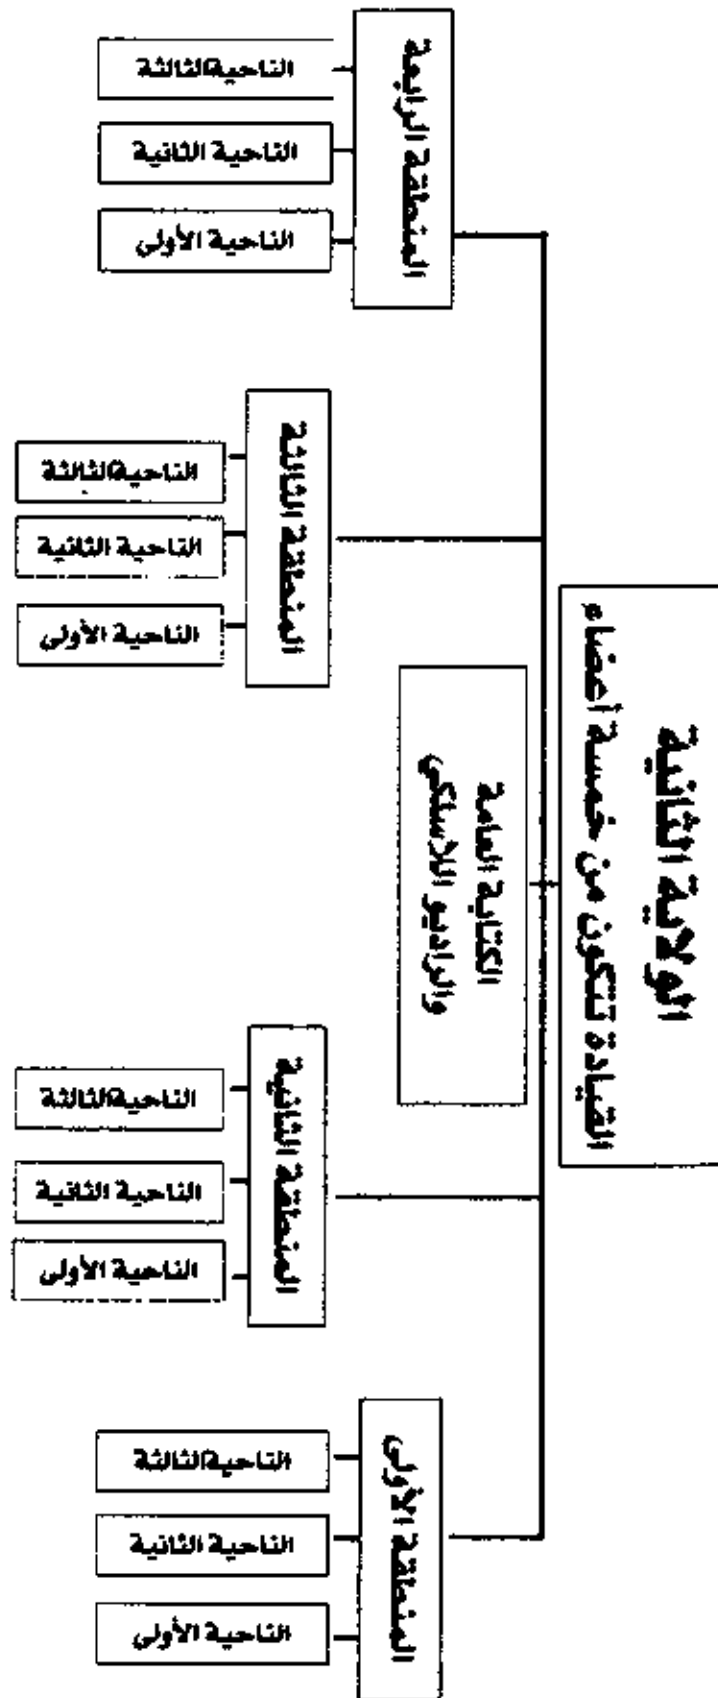 الولاية الثانية
القيادة تتكون من خمسة أعضاء
الكتابة العامة
والراديو اللاسلكي
المنطقة الأولى
الناحية الأولى
الناحية الثانية
الناحية الثالثة
المنطقة الثانية
الناحية الأولى
الناحية الثانية
الناحية الثالثة
المنطقة الثالثة
الناحية الأولى
الناحية الثانية
الناحية الثالثة
المنطقة الرابعة
الناحية الأولى
الناحية الثانية
الناحية الثالثة